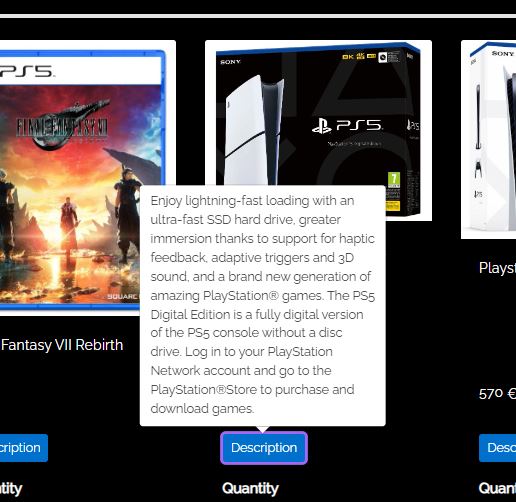 PS5
FINAL FANTASY VII
REBIRTH
SQUARE
Fantasy VII Rebirth
cription
tity
SONY
8K 4K
PS5
7
Enjoy lightning-fast loading with an
ultra-fast SSD hard drive, greater
immersion thanks to support for haptic
feedback, adaptive triggers and 3D
sound, and a brand new generation of
amazing PlayStation® games. The PS5
Digital Edition is a fully digital version
of the PS5 console without a disc
drive. Log in to your PlayStation
Network account and go to the
PlayStation®Store to purchase and
download games.
Description
Quantity
SONY
Playst
570 €
Desc
Quant